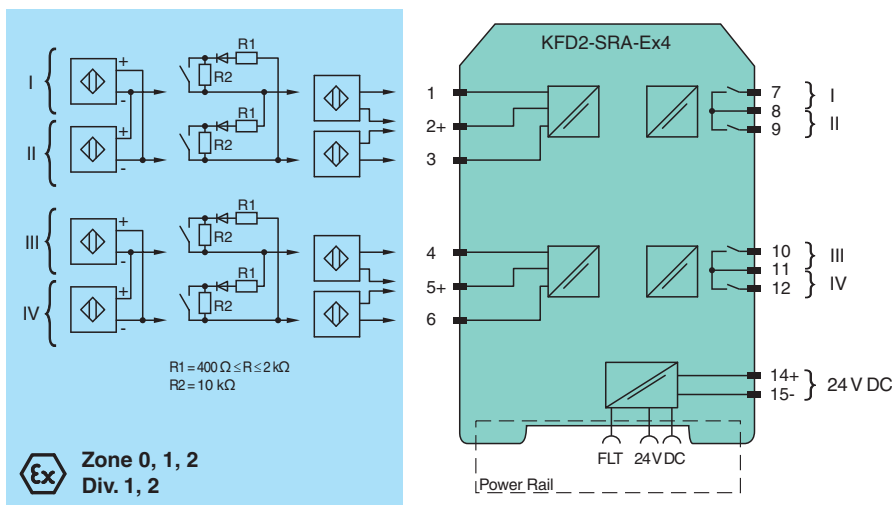 I
+
-
II
+
-
R1
R2
R1
R2
III
+
-
IV
+
-
R1
R2
R1
R2
R1 = 400 Ω ≤ R ≤ 2 kΩ
R2 = 10 kΩ
Ex
Zone 0, 1, 2
Div. 1, 2
KFD2-SRA-Ex4
1
2+
3
4
5+
6
7
8
9
I
II
10
11
12
III
IV
14+
15-
24 V DC
FLT
24V DC
Power Rail